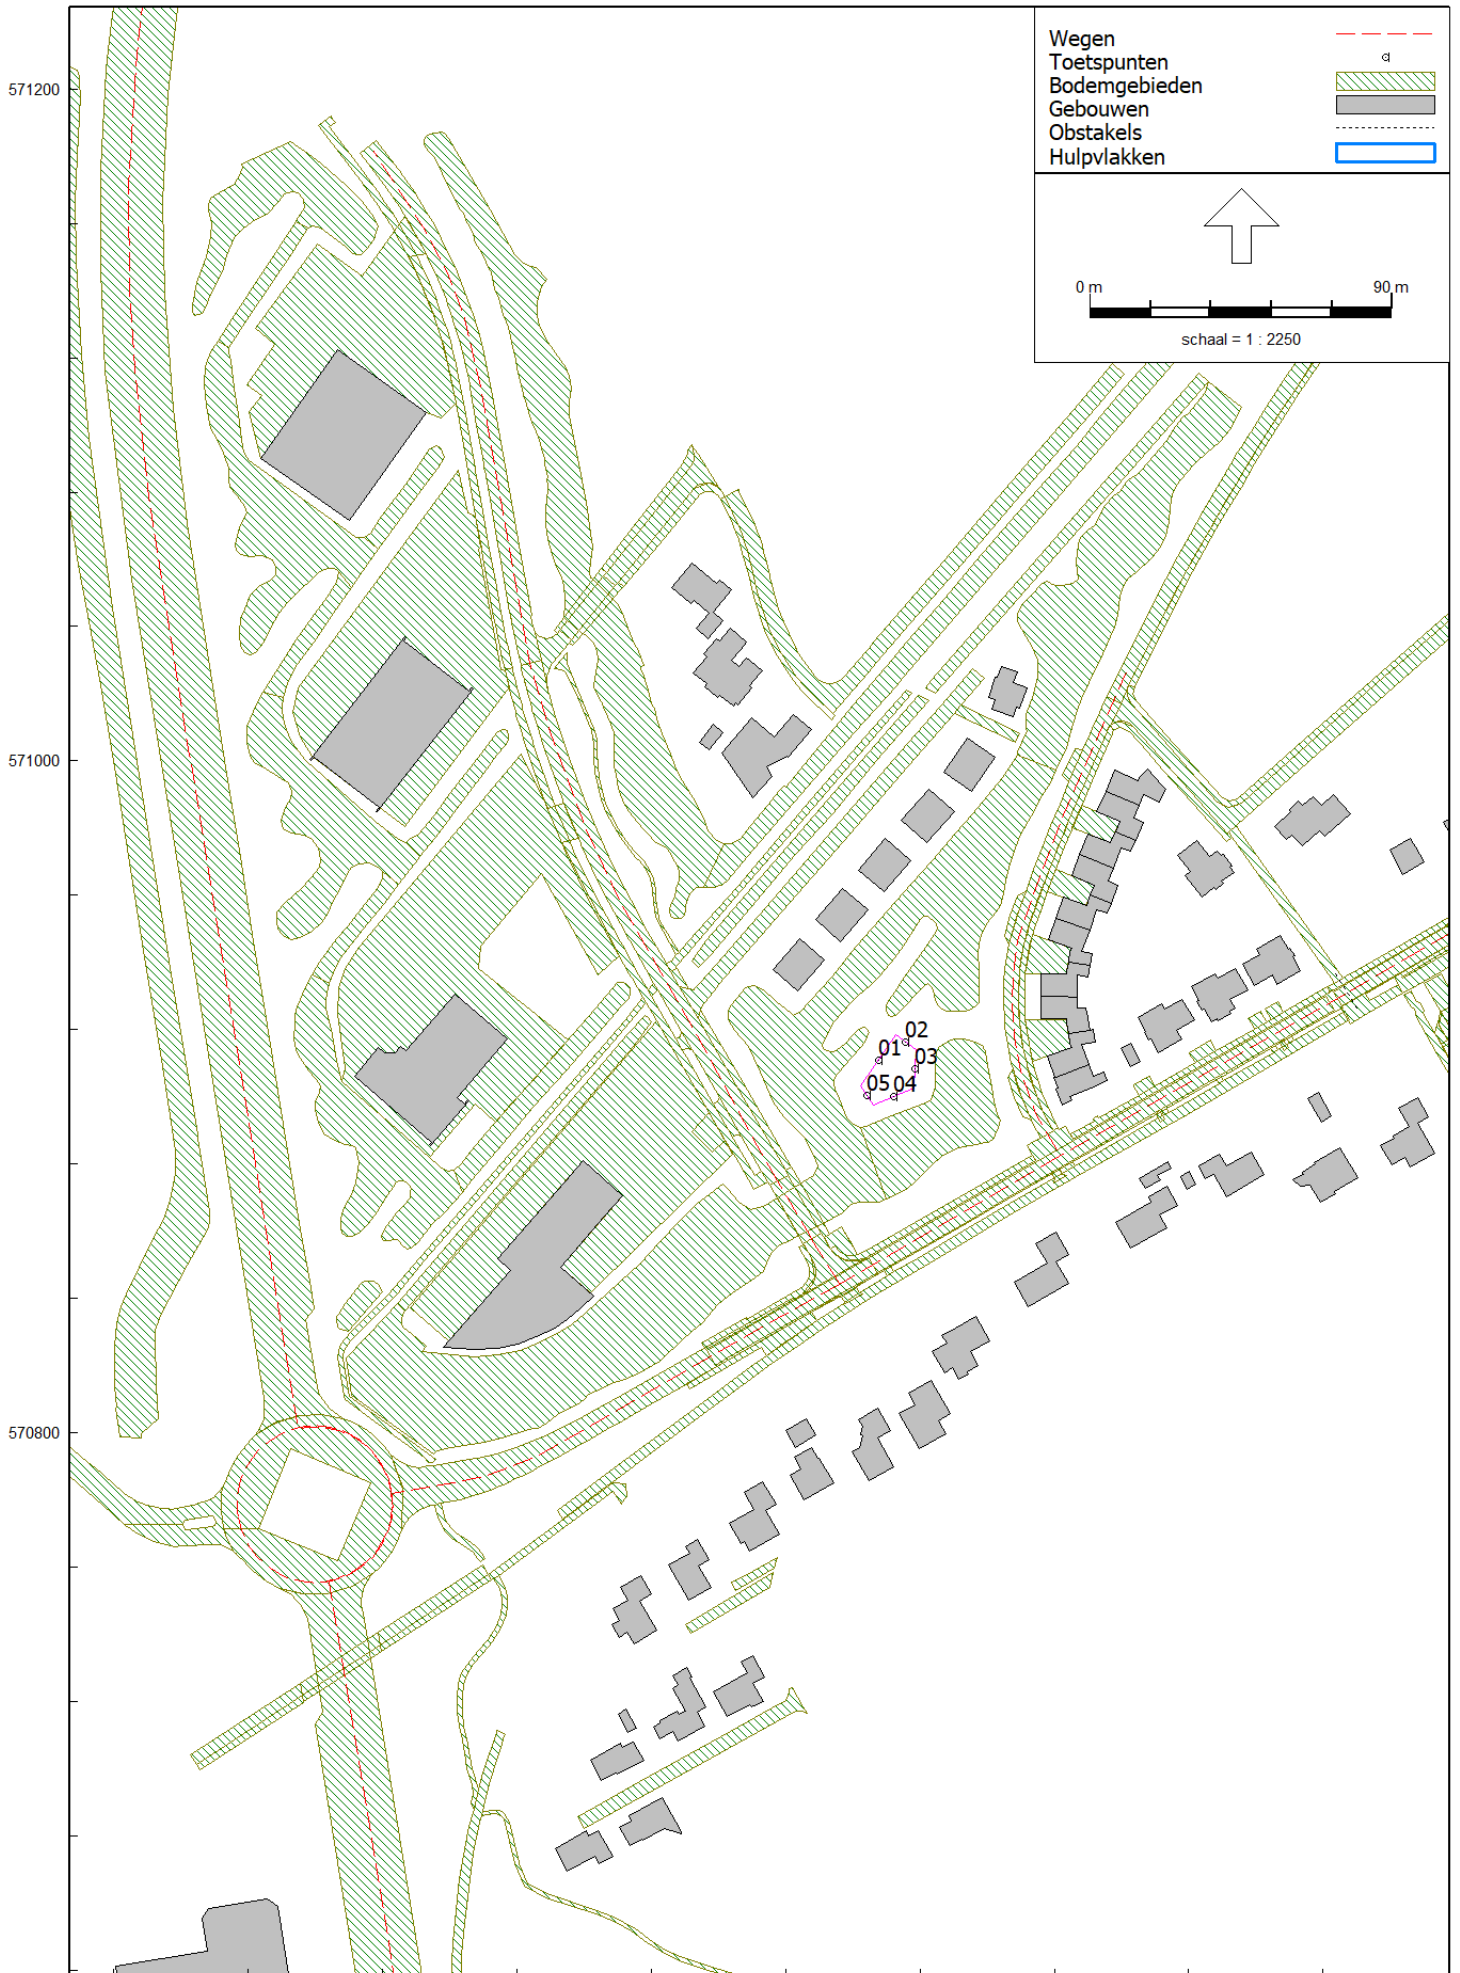 Wegen
Toetspunten
Bodemgebieden
Gebouwen
Obstakels
Hulpvlakken
0 m 90 m
schaal = 1 : 2250
571200
571000
570800
02
01
03
05 04